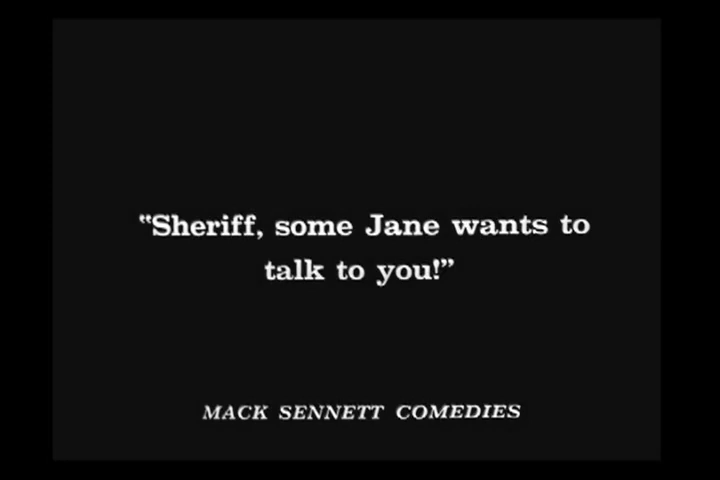 "Sheriff, some Jane wants to
talk to you!"
MACK SENNETT COMEDIES